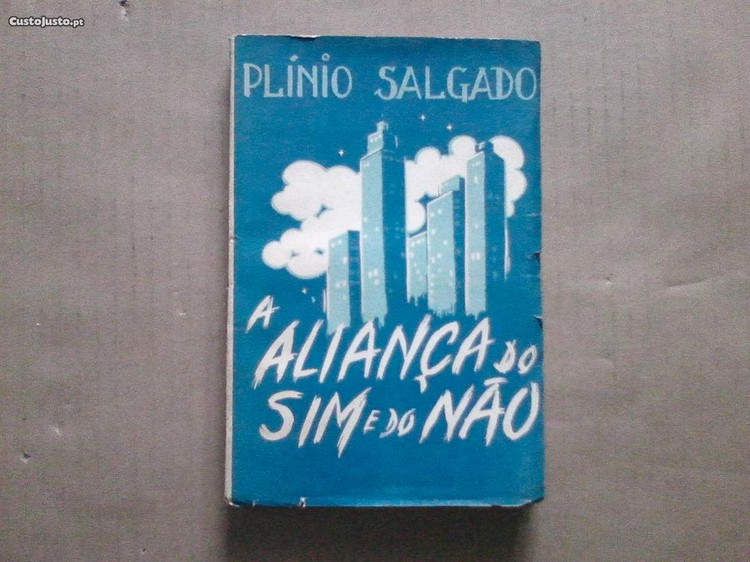 CustoJusto.pt
PLÍNIO SALGADO
A
ALIANÇA DO
SIM E DO NÃO